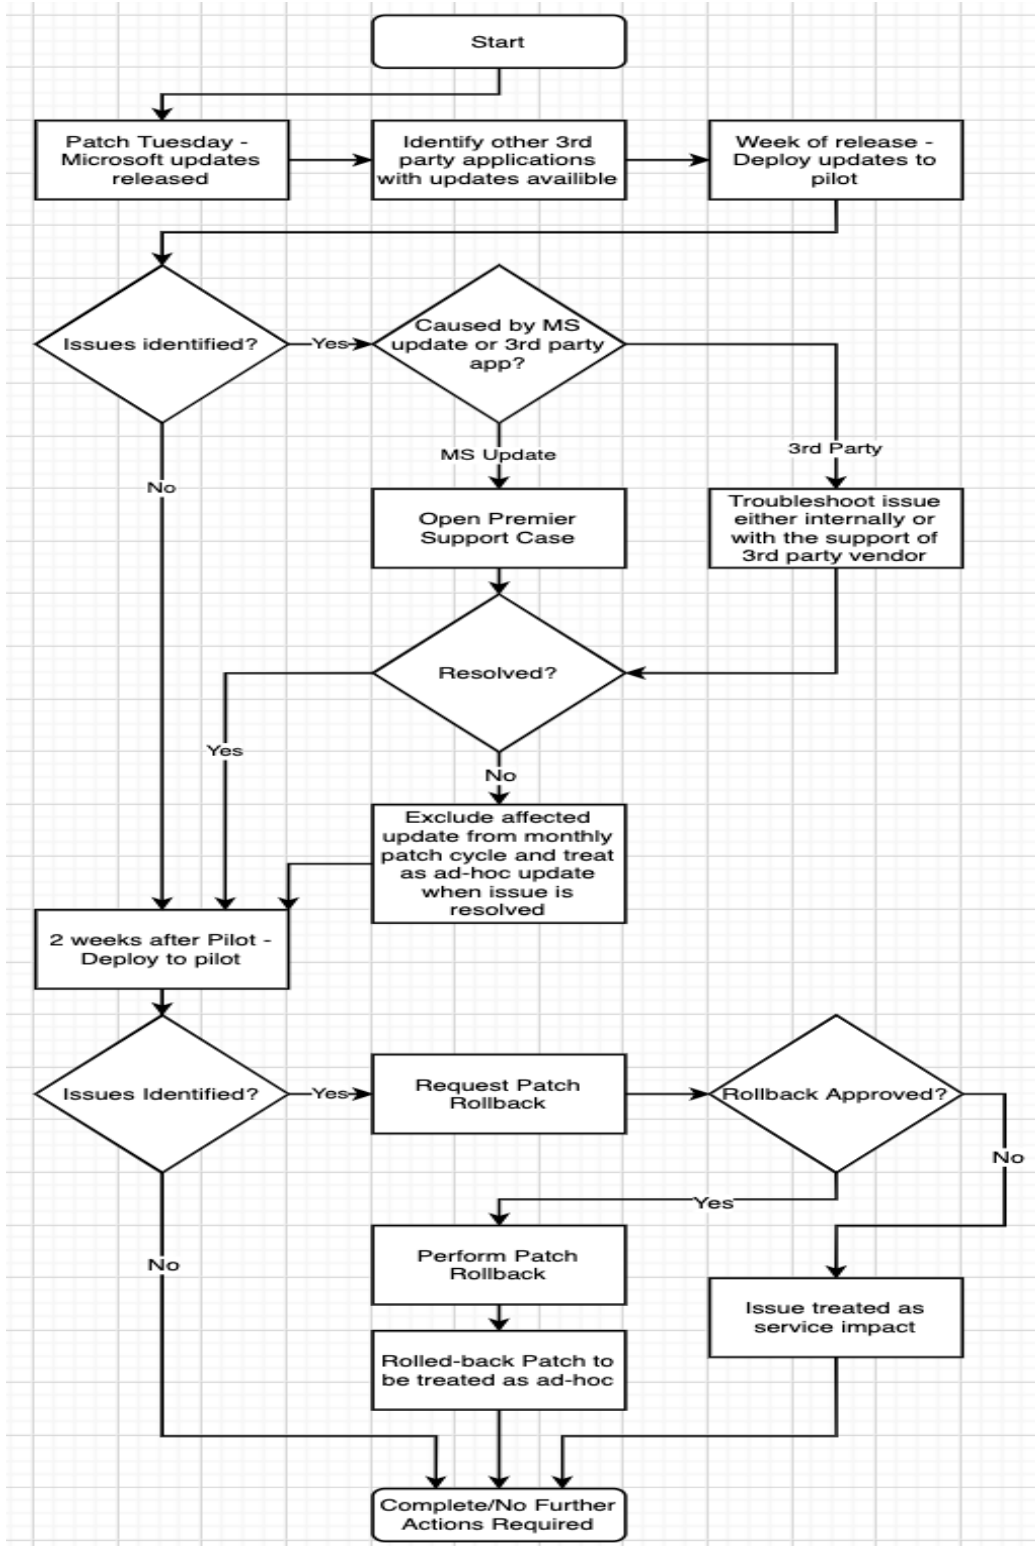 Start
Patch Tuesday -
Microsoft updates
released
Identify other 3rd
party applications
with updates availible
Week of release -
Deploy updates to
pilot
Issues identified?
Yes
Caused by MS
update or 3rd party
app?
MS Update
3rd Party
No
Open Premier
Support Case
Troubleshoot issue
either internally or
with the support of
3rd party vendor
Resolved?
Yes
No
Exclude affected
update from monthly
patch cycle and treat
as ad-hoc update
when issue is
resolved
2 weeks after Pilot -
Deploy to pilot
Issues Identified?
Yes
Request Patch
Rollback
Rollback Approved?
No
Yes
No
Perform Patch
Rollback
Issue treated as
service impact
Rolled-back Patch to
be treated as ad-hoc
Complete/No Further
Actions Required